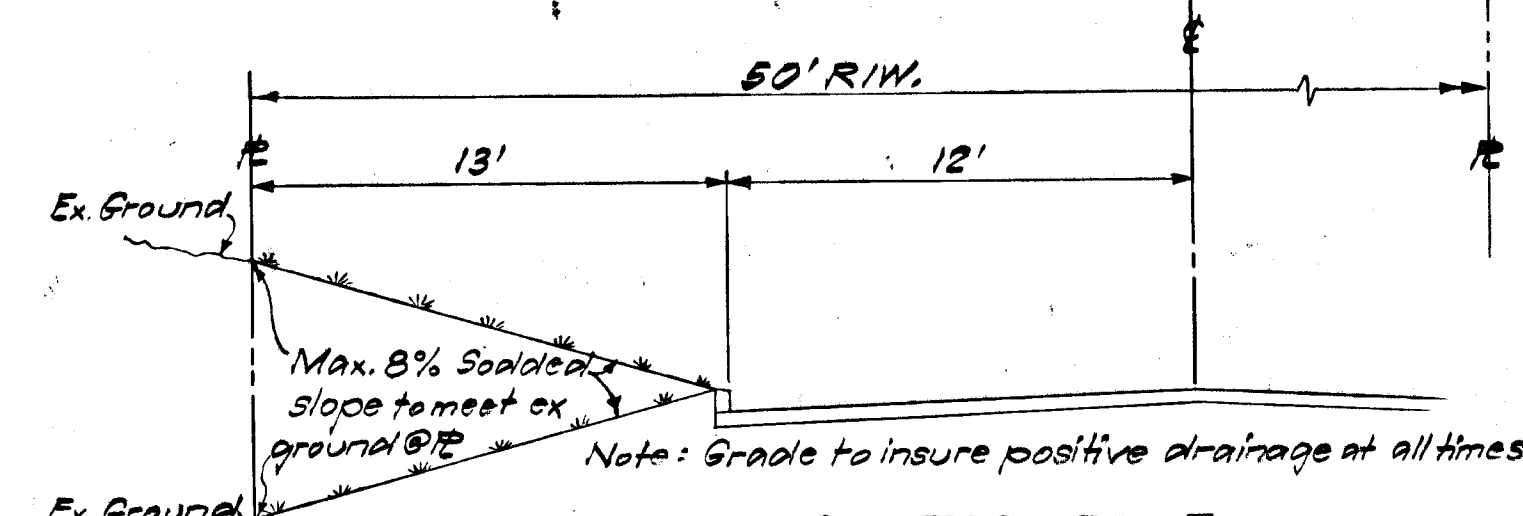 ℄
50' R/W.
℄
13'
12'
℄
Ex. Ground
Max. 8% Sodded
slope to meet ex
ground @ ℄
Note: Grade to insure positive drainage at all times
Ex. Ground